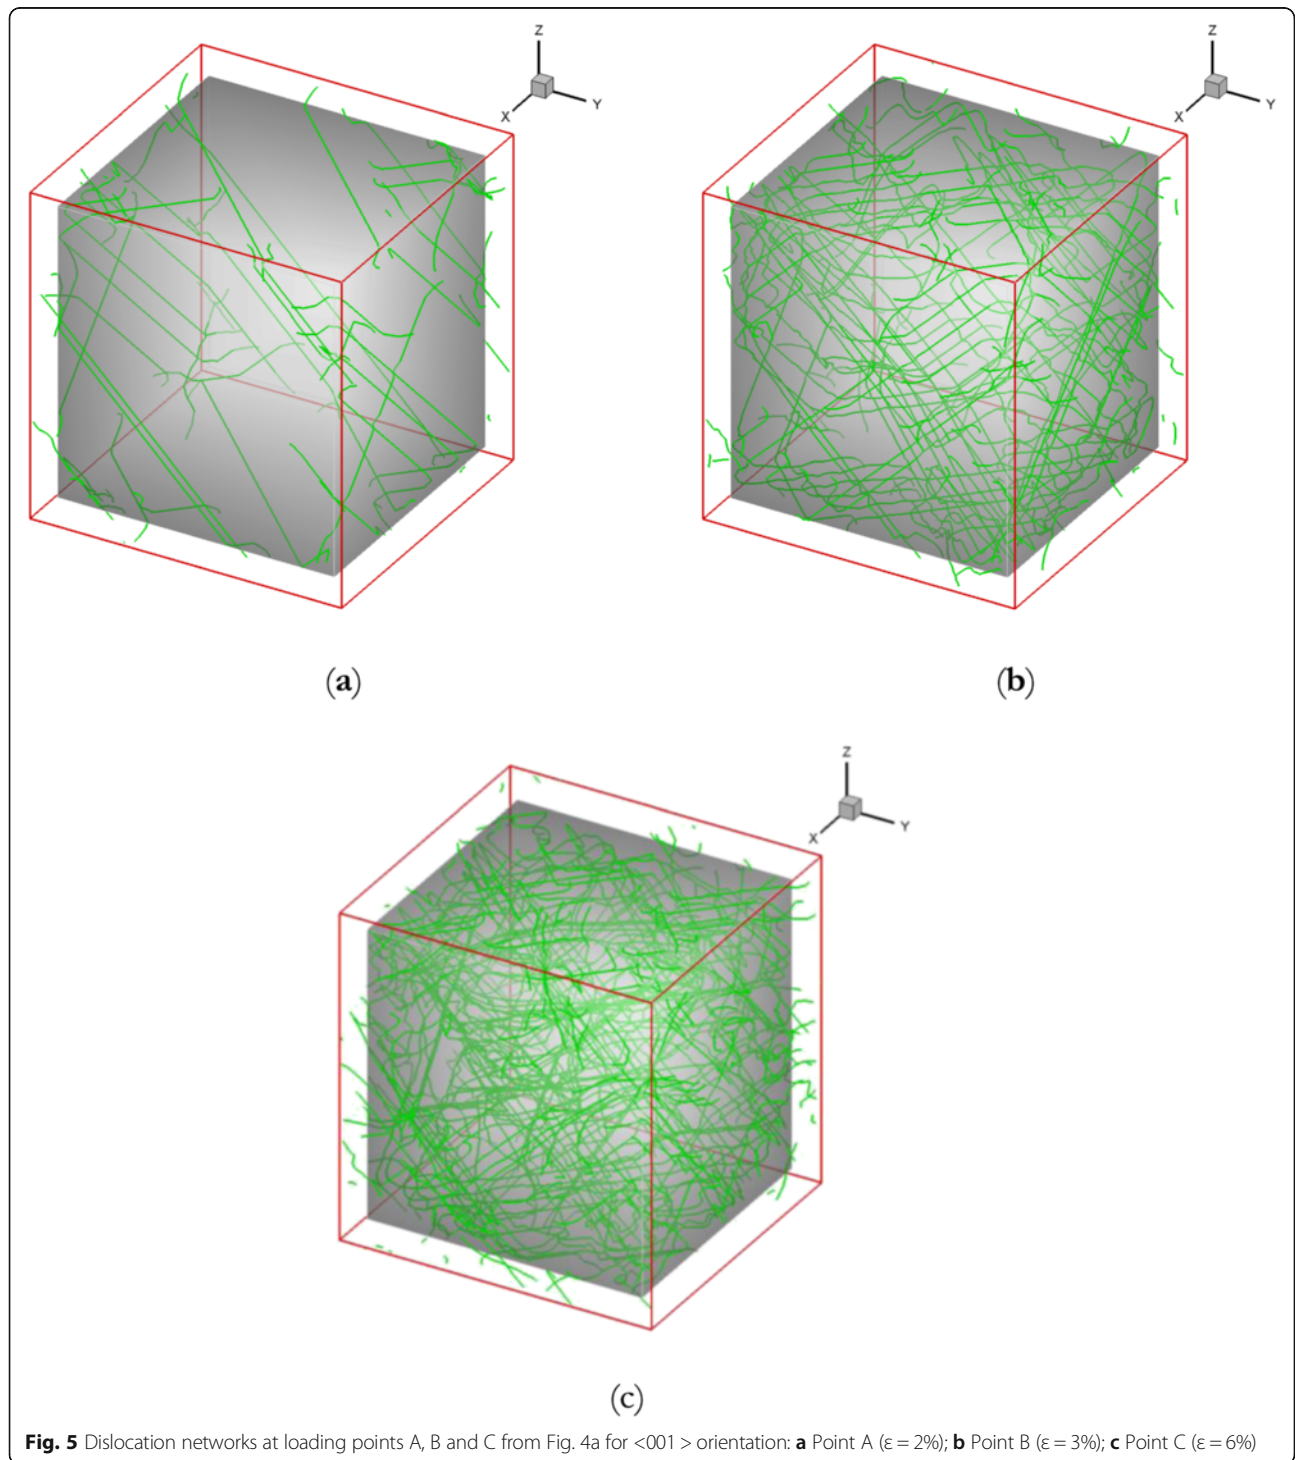 Z
Z
X
Y
X
Y
(a)
(b)
Z
X
Y
(c)
Fig. 5 Dislocation networks at loading points A, B and C from Fig. 4a for <001 > orientation: a Point A (ε = 2%); b Point B (ε = 3%); c Point C (ε = 6%)